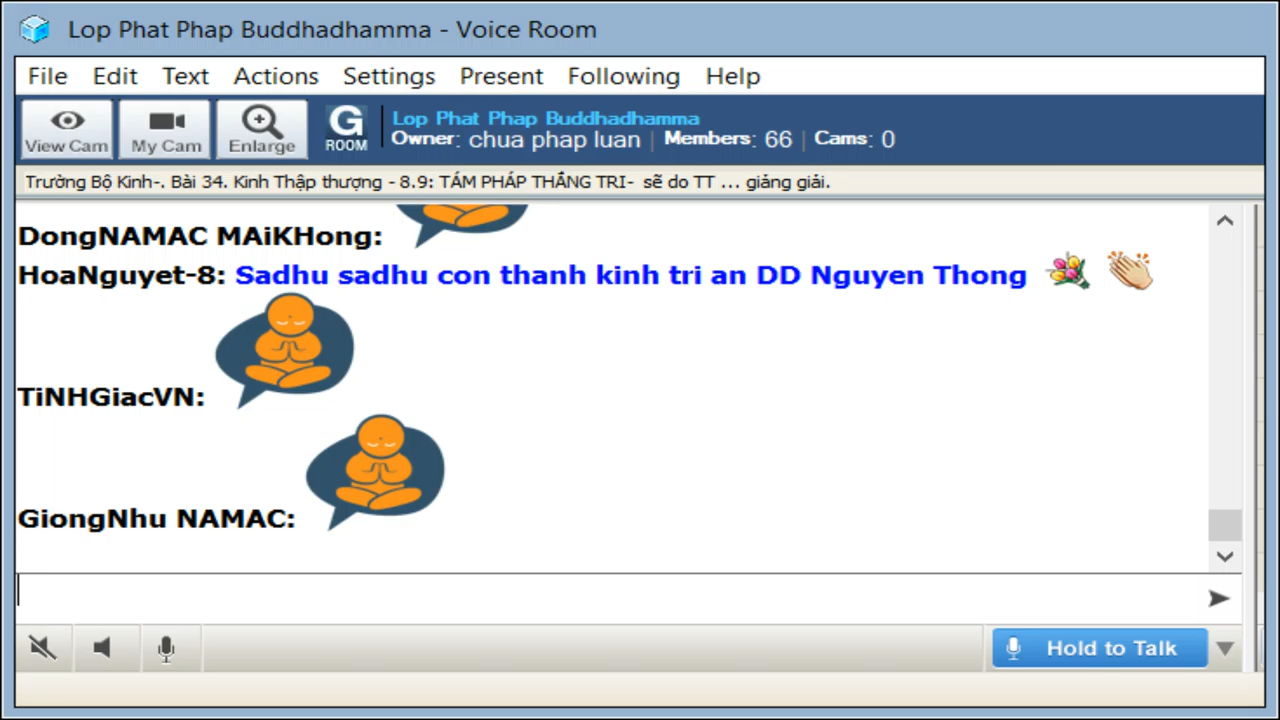 Lop Phat Phap Buddhadhamma - Voice Room
File Edit Text Actions Settings Present Following Help
View Cam My Cam Enlarge G ROOM
Lop Phat Phap Buddhadhamma
Owner: chua phap luan | Members: 66 | Cams: 0
Trường Bộ Kinh-. Bài 34. Kinh Thập thượng - 8.9: TÁM PHÁP THẮNG TRI- sẽ do TT ... giảng giải.
DongNAMAC MAiKHong:
HoaNguyet-8: Sadhu sadhu con thanh kinh tri an DD Nguyen Thong
TiNHGiacVN:
GiongNhu NAMAC:
Hold to Talk